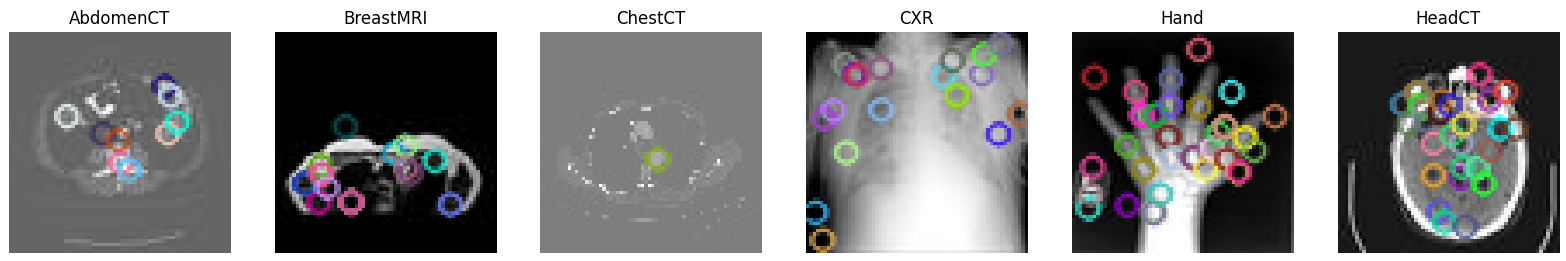 AbdomenCT
BreastMRI
ChestCT
CXR
Hand
HeadCT